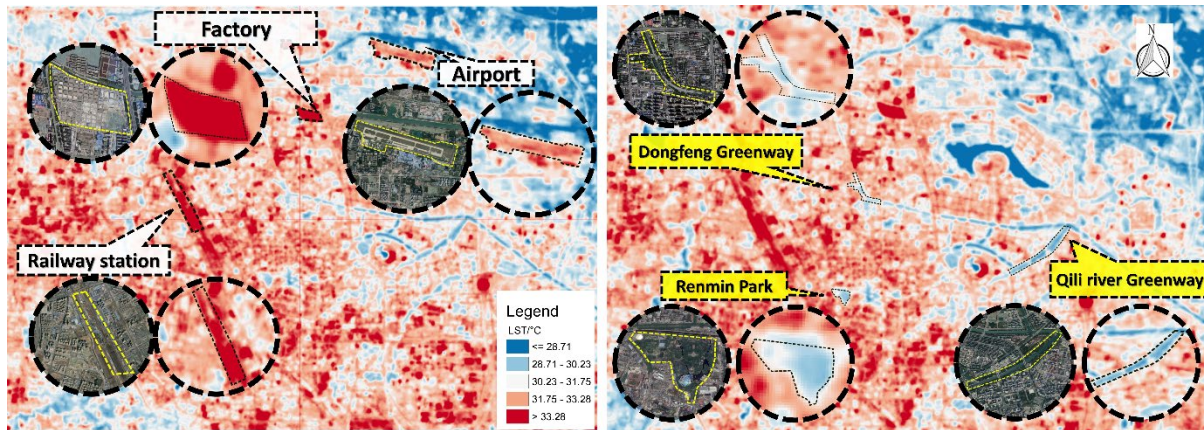 Factory
Airport
Railway station
Legend
LST/°C
<= 28.71
28.71 - 30.23
30.23 - 31.75
31.75 - 33.28
> 33.28
N
Dongfeng Greenway
Renmin Park
Qili river Greenway